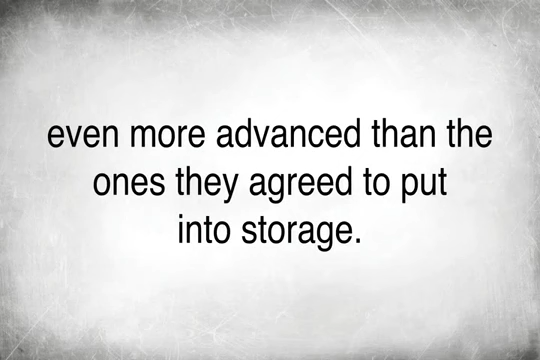 even more advanced than the
ones they agreed to put
into storage.